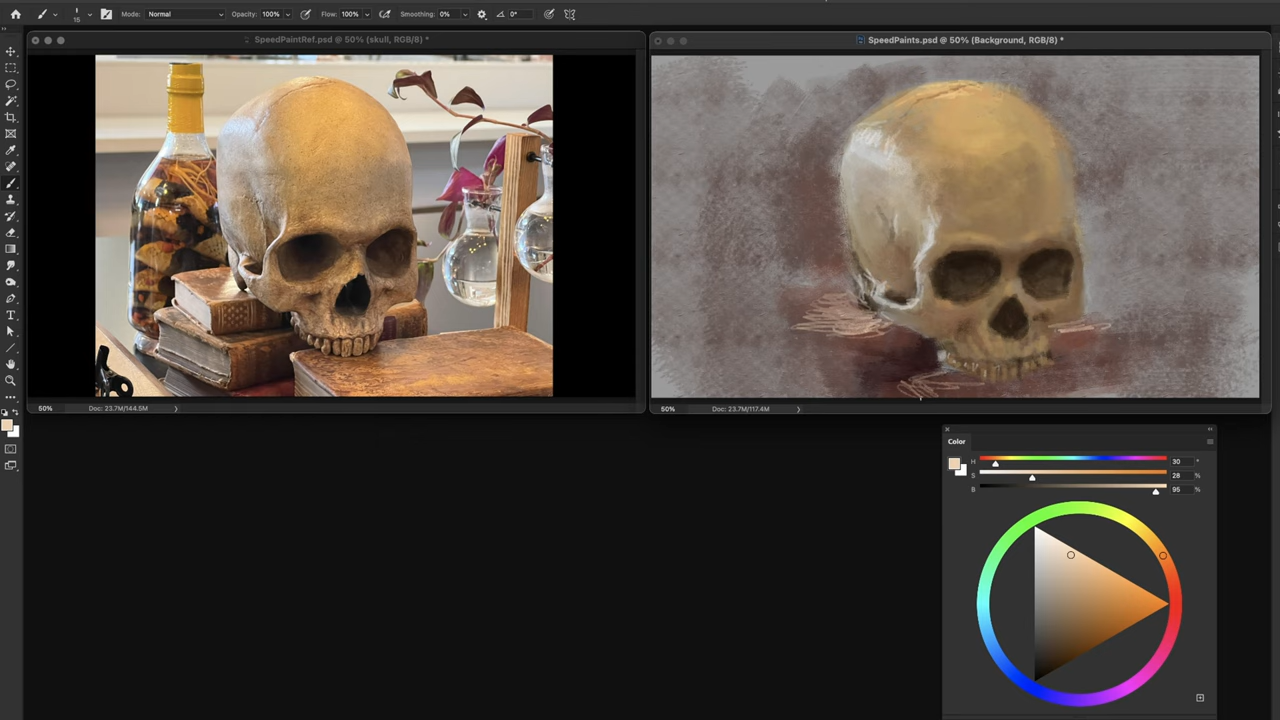 15 Mode: Normal Opacity: 100% Flow: 100% Smoothing: 0% 0°
SpeedPaintRef.psd @ 50% (skull, RGB/8) *
SpeedPaints.psd @ 50% (Background, RGB/8) *
50% Doc: 23.7M/144.5M
50% Doc: 23.7M/117.4M
Color
H 30 °
S 28 %
B 95 %